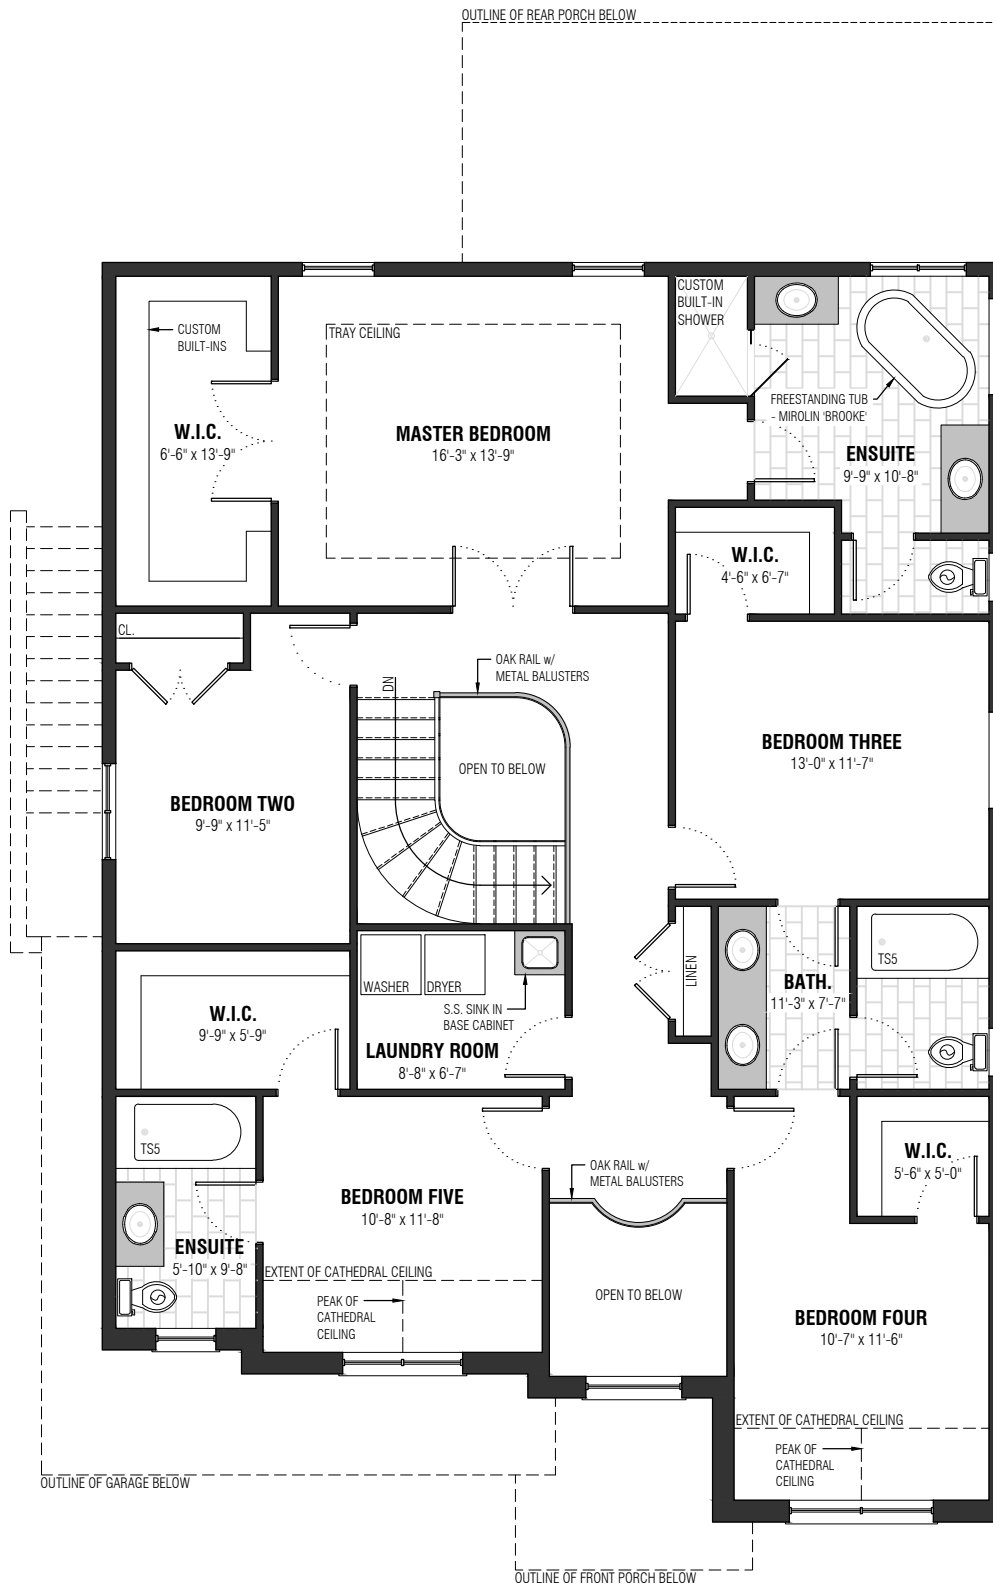 OUTLINE OF REAR PORCH BELOW
CUSTOM
BUILT-IN
SHOWER
TRAY CEILING
CUSTOM
BUILT-INS
FREESTANDING TUB
- MIROLIN 'BROOKE'
W.I.C.
6'-6" x 13'-9"
MASTER BEDROOM
16'-3" x 13'-9"
ENSUITE
9'-9" x 10'-8"
W.I.C.
4'-6" x 6'-7"
CL.
OAK RAIL w/
METAL BALUSTERS
DN
OPEN TO BELOW
BEDROOM THREE
13'-0" x 11'-7"
BEDROOM TWO
9'-9" x 11'-5"
WASHER
DRYER
S.S. SINK IN
BASE CABINET
LINEN
TS5
BATH.
11'-3" x 7'-7"
W.I.C.
9'-9" x 5'-9"
LAUNDRY ROOM
8'-8" x 6'-7"
TS5
W.I.C.
5'-6" x 5'-0"
OAK RAIL w/
METAL BALUSTERS
BEDROOM FIVE
10'-8" x 11'-8"
ENSUITE
5'-10" x 9'-8"
EXTENT OF CATHEDRAL CEILING
PEAK OF
CATHEDRAL
CEILING
OPEN TO BELOW
BEDROOM FOUR
10'-7" x 11'-6"
EXTENT OF CATHEDRAL CEILING
PEAK OF
CATHEDRAL
CEILING
OUTLINE OF GARAGE BELOW
OUTLINE OF FRONT PORCH BELOW